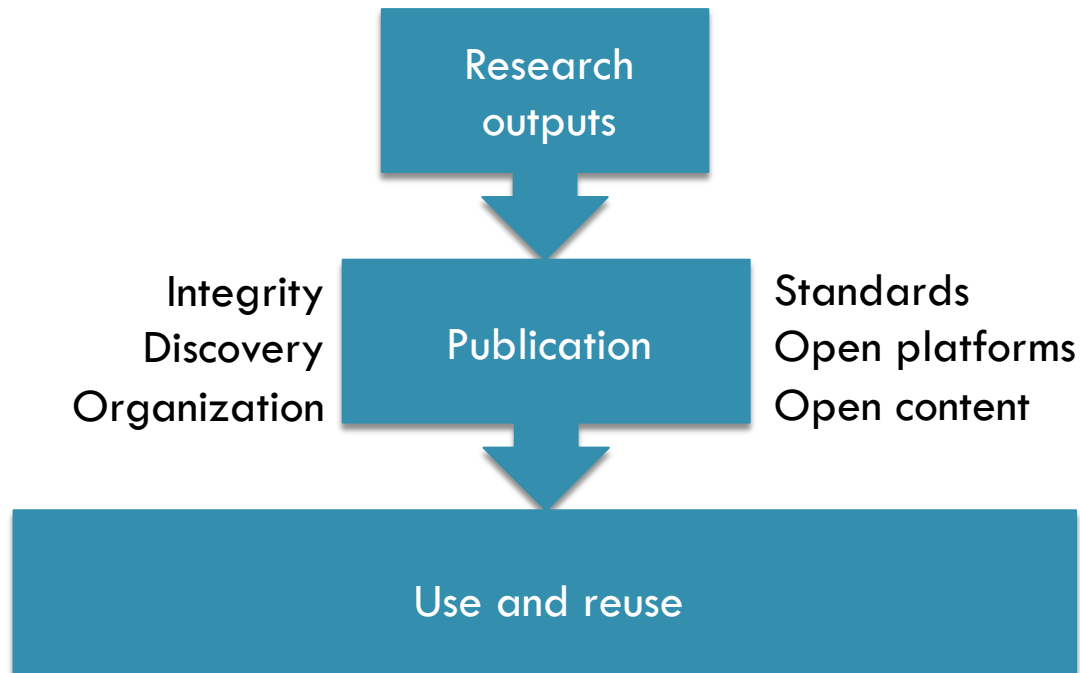 Research
outputs
Integrity
Discovery
Organization
Publication
Standards
Open platforms
Open content
Use and reuse